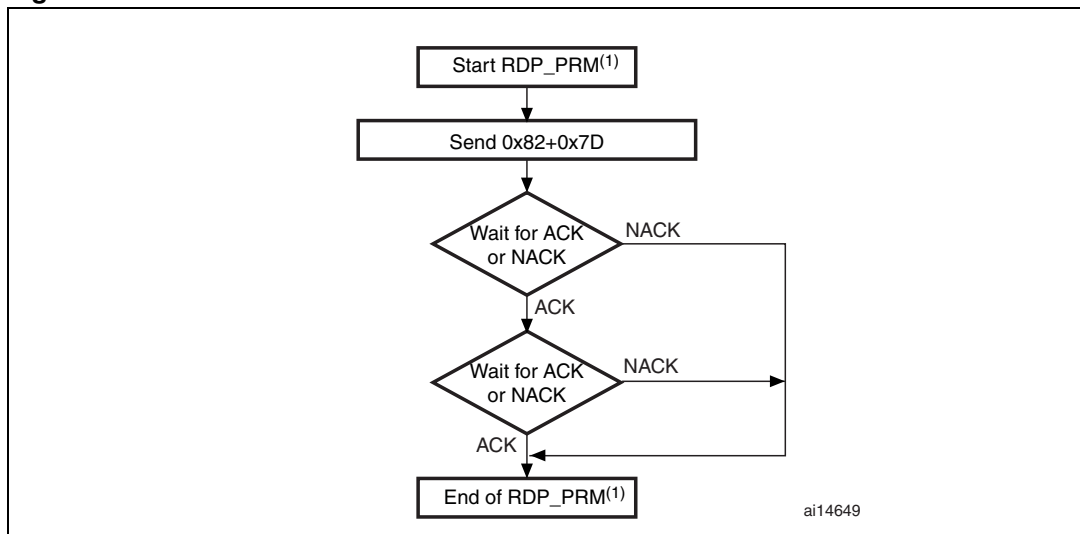 Start RDP_PRM(1)
Send 0x82+0x7D
Wait for ACK
or NACK
NACK
ACK
Wait for ACK
or NACK
NACK
ACK
End of RDP_PRM(1)
ai14649